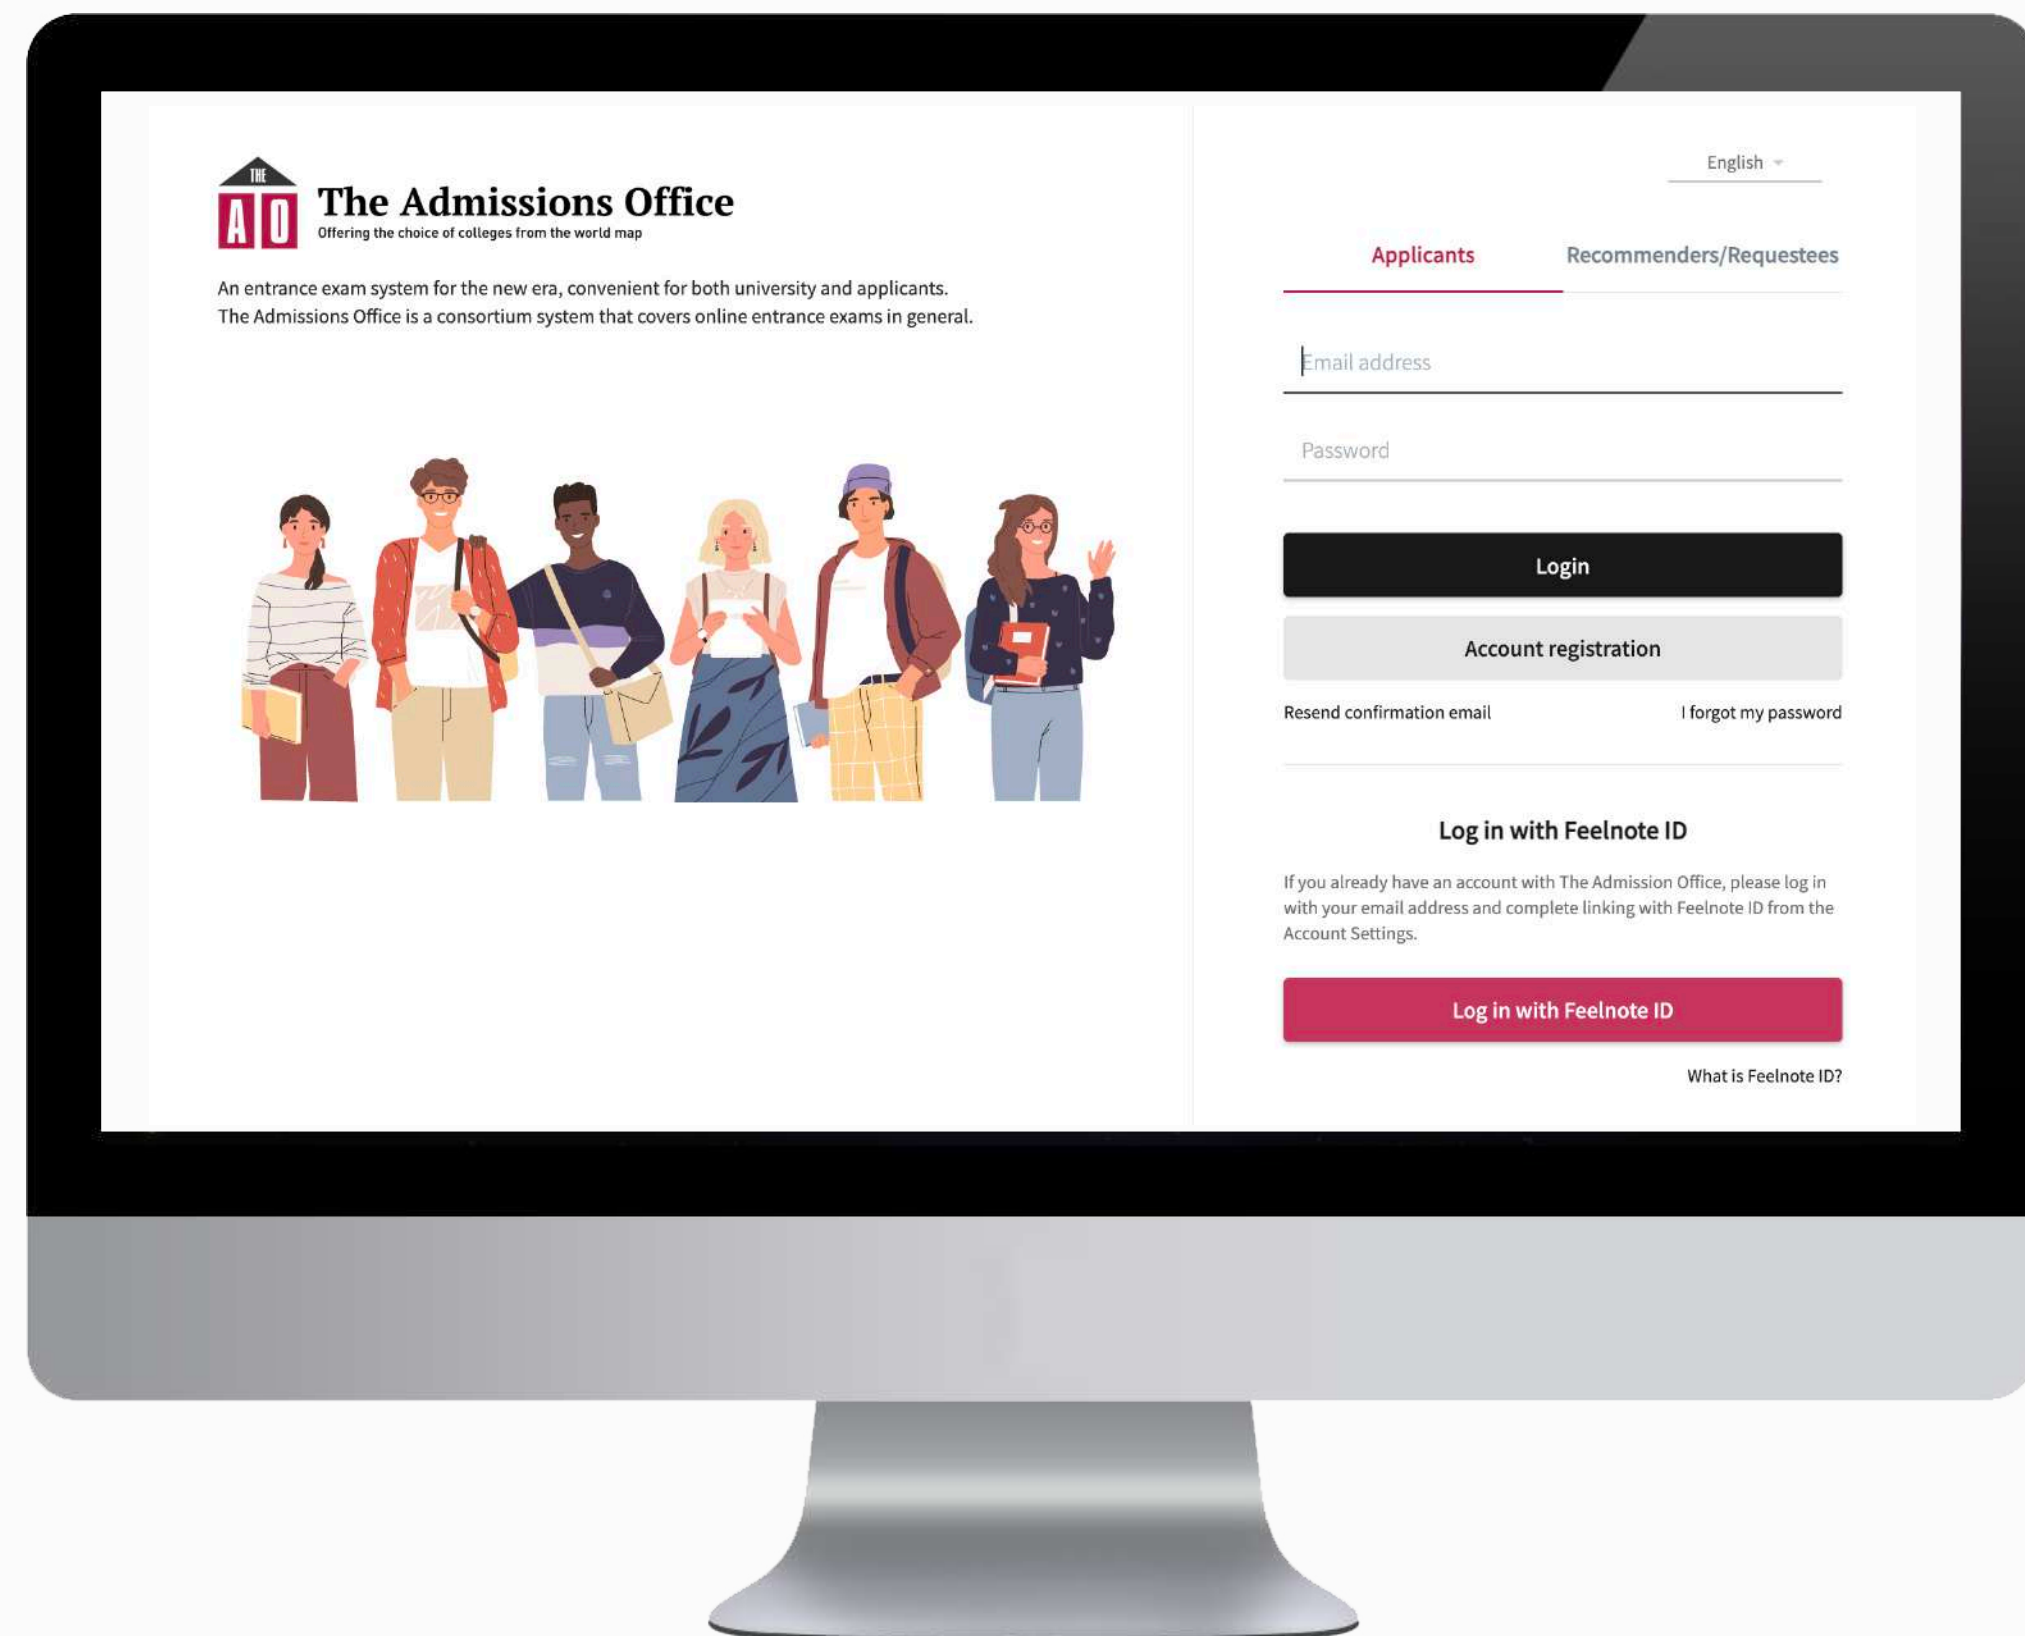 THE
AO
The Admissions Office
Offering the choice of colleges from the world map
An entrance exam system for the new era, convenient for both university and applicants.
The Admissions Office is a consortium system that covers online entrance exams in general.
English
Applicants
Recommenders/Requestees
Email address
Password
Login
Account registration
Resend confirmation email
I forgot my password
Log in with Feelnote ID
If you already have an account with The Admission Office, please log in
with your email address and complete linking with Feelnote ID from the
Account Settings.
Log in with Feelnote ID
What is Feelnote ID?